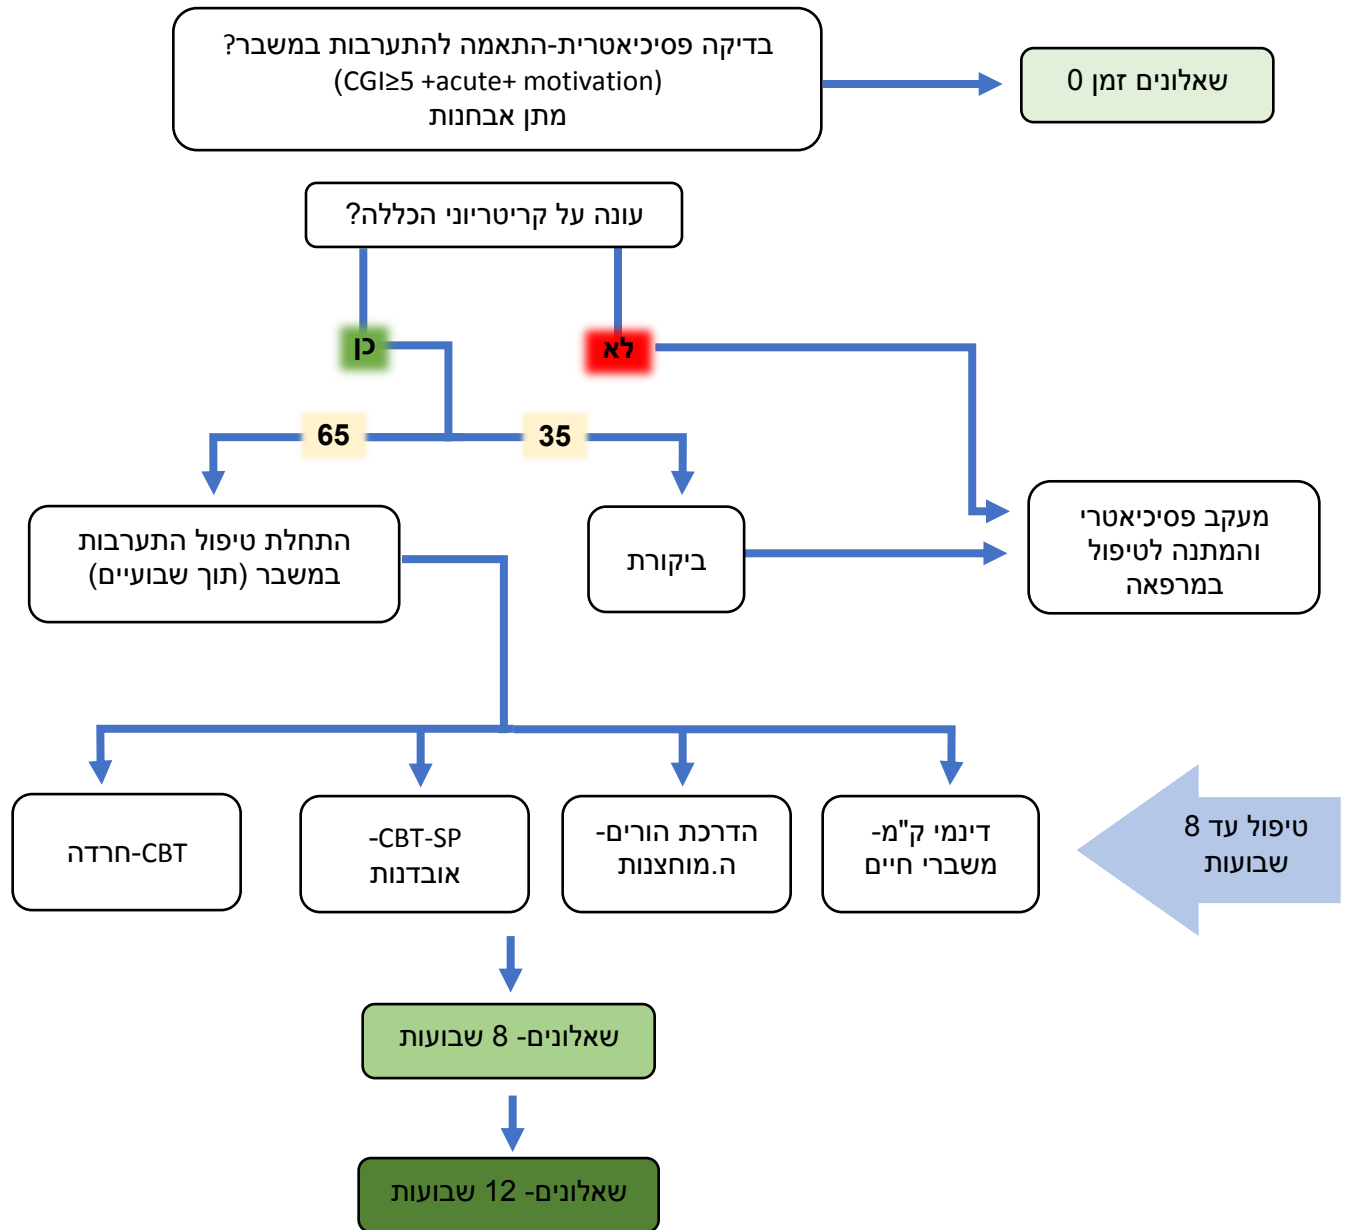 בדיקה פסיכיאטרית-התאמה להתערבות במשבר?
(CGI≥5 +acute+ motivation)
מתן אבחנות
שאלונים זמן 0
עונה על קריטריוני הכללה?
כן
לא
65
35
התחלת טיפול התערבות
במשבר (תוך שבועיים)
ביקורת
מעקב פסיכיאטרי
והמתנה לטיפול
במרפאה
CBT-חרדה
CBT-SP-
אובדנות
הדרכת הורים-
ה.מוחצנות
דינמי ק"מ-
משברי חיים
טיפול עד 8
שבועות
שאלונים- 8 שבועות
שאלונים- 12 שבועות